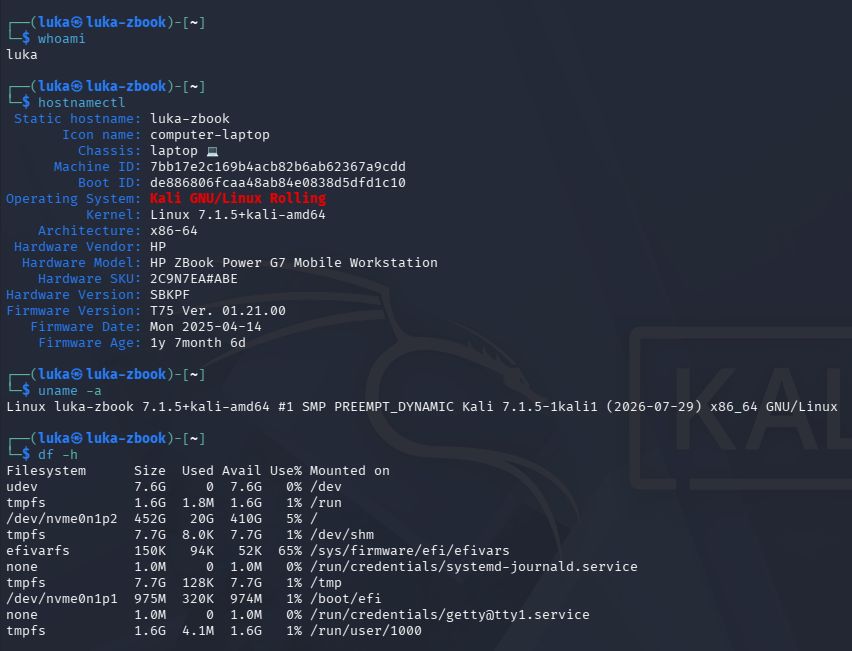 ┌──(luka㉿luka-zbook)-[~]
└─$ whoami
luka

┌──(luka㉿luka-zbook)-[~]
└─$ hostnamectl
 Static hostname: luka-zbook
       Icon name: computer-laptop
         Chassis: laptop 💻
      Machine ID: 7bb17e2c169b4acb82b6ab62367a9cdd
         Boot ID: de886806fcaa48ab84e0838d5dfd1c10
Operating System: Kali GNU/Linux Rolling
          Kernel: Linux 7.1.5+kali-amd64
    Architecture: x86-64
 Hardware Vendor: HP
  Hardware Model: HP ZBook Power G7 Mobile Workstation
    Hardware SKU: 2C9N7EA#ABE
Hardware Version: SBKPF
Firmware Version: T75 Ver. 01.21.00
   Firmware Date: Mon 2025-04-14
    Firmware Age: 1y 7month 6d

┌──(luka㉿luka-zbook)-[~]
└─$ uname -a
Linux luka-zbook 7.1.5+kali-amd64 #1 SMP PREEMPT_DYNAMIC Kali 7.1.5-1kali1 (2026-07-29) x86_64 GNU/Linux

┌──(luka㉿luka-zbook)-[~]
└─$ df -h
Filesystem      Size  Used Avail Use% Mounted on
udev            7.6G     0  7.6G   0% /dev
tmpfs           1.6G  1.8M  1.6G   1% /run
/dev/nvme0n1p2  452G   20G  410G   5% /
tmpfs           7.7G  8.0K  7.7G   1% /dev/shm
efivarfs        150K   94K   52K  65% /sys/firmware/efi/efivars
none            1.0M     0  1.0M   0% /run/credentials/systemd-journald.service
tmpfs           7.7G  128K  7.7G   1% /tmp
/dev/nvme0n1p1  975M  320K  974M   1% /boot/efi
none            1.0M     0  1.0M   0% /run/credentials/getty@tty1.service
tmpfs           1.6G  4.1M  1.6G   1% /run/user/1000
KAL